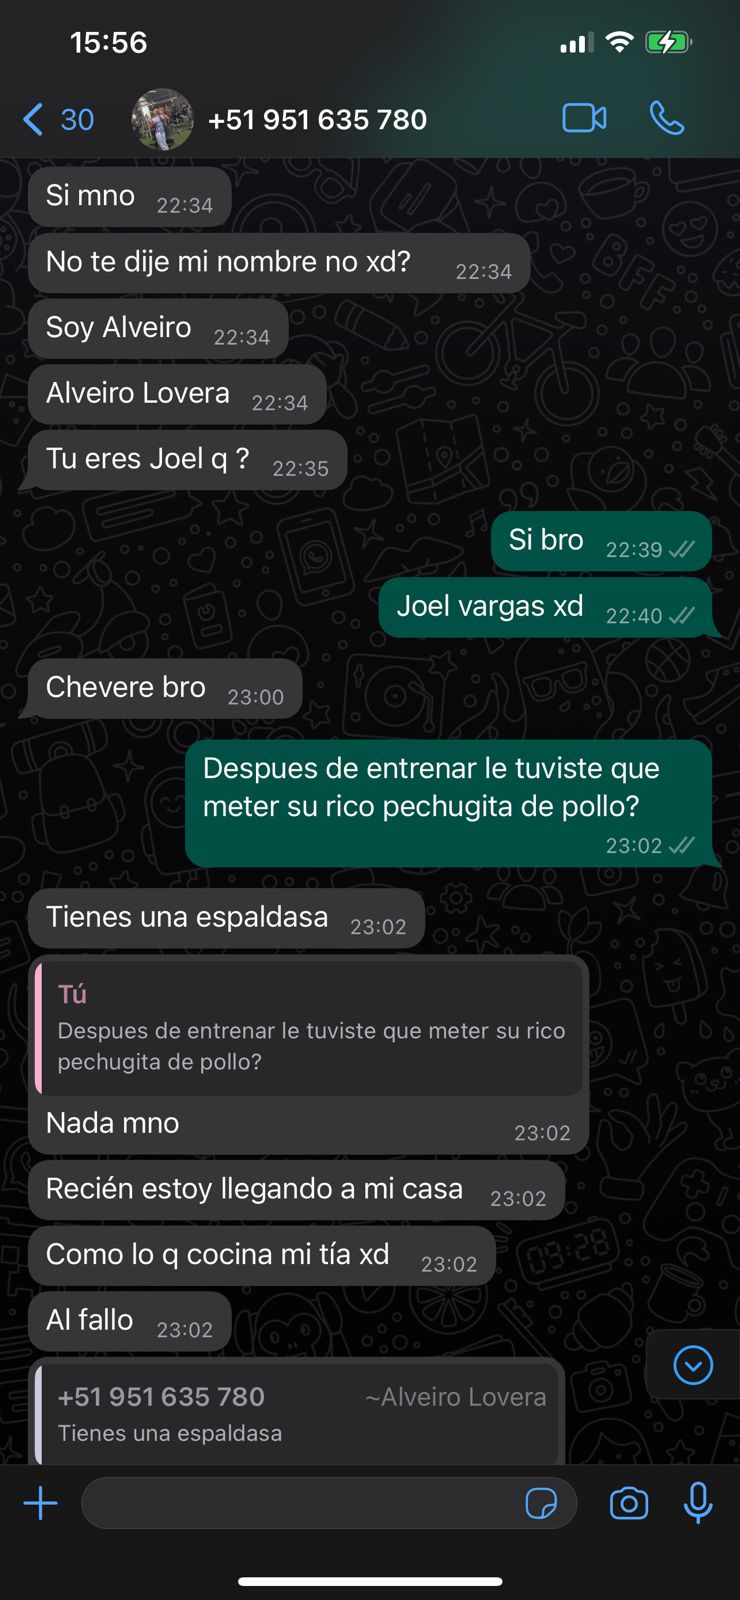 15:56
30
+51 951 635 780
Si mno 22:34
No te dije mi nombre no xd? 22:34
Soy Alveiro 22:34
Alveiro Lovera 22:34
Tu eres Joel q ? 22:35
Si bro 22:39
Joel vargas xd 22:40
Chevere bro 23:00
Despues de entrenar le tuviste que
meter su rico pechugita de pollo?
23:02
Tienes una espaldasa 23:02
Tú
Despues de entrenar le tuviste que meter su rico
pechugita de pollo?
Nada mno 23:02
Recién estoy llegando a mi casa 23:02
Como lo q cocina mi tía xd 23:02
Al fallo 23:02
+51 951 635 780 ~Alveiro Lovera
Tienes una espaldasa